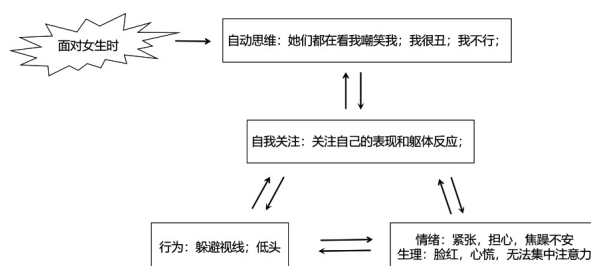 面对女生时
自动思维：她们都在看我嘲笑我；我很丑；我不行；
自我关注：关注自己的表现和躯体反应；
行为：躲避视线；低头
情绪：紧张，担心，焦躁不安
生理：脸红，心慌，无法集中注意力